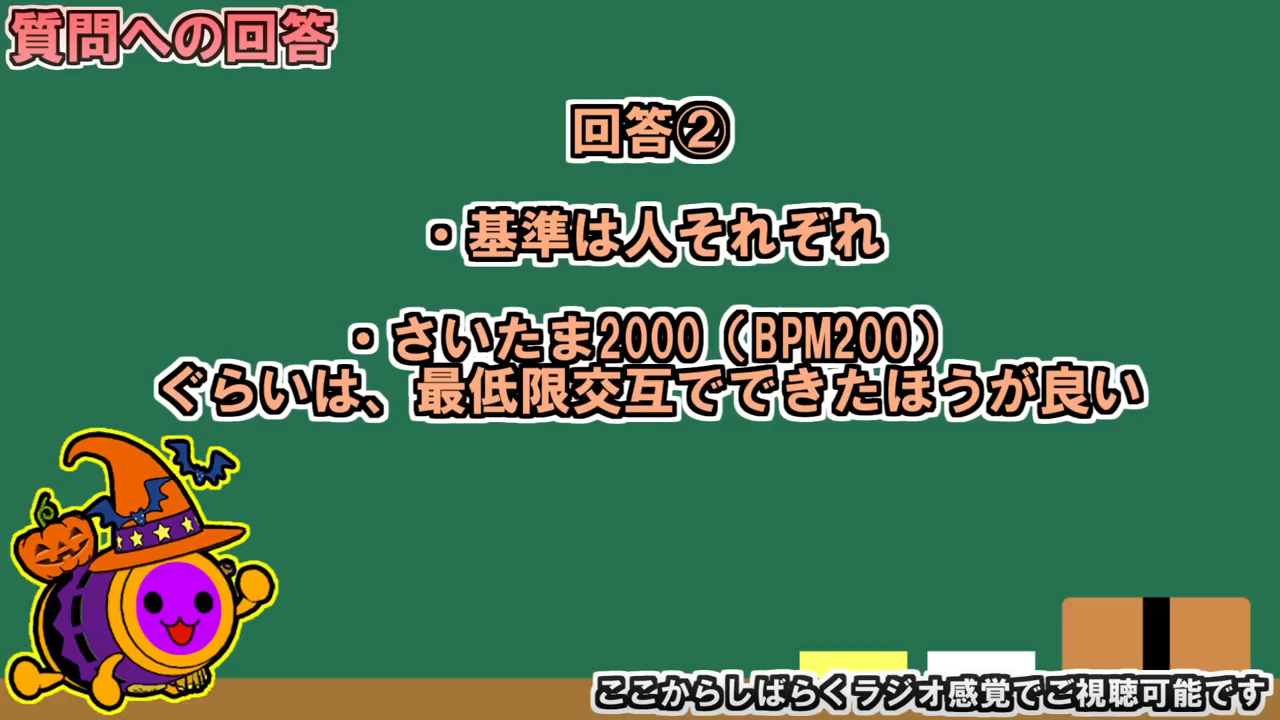 質問への回答
回答②
・基準は人それぞれ
・さいたま2000（BPM200）
ぐらいは、最低限交互でできたほうが良い
ここからしばらくラジオ感覚でご視聴可能です